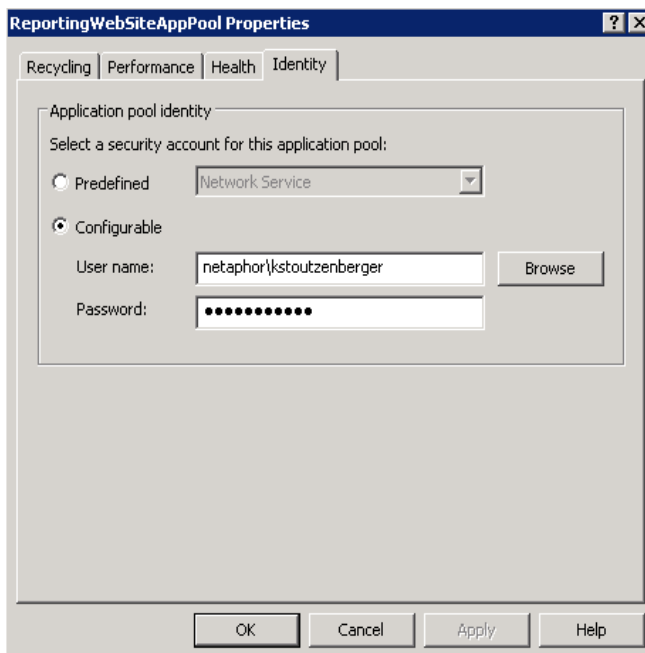 ReportingWebSiteAppPool Properties
Recycling Performance Health Identity
Application pool identity
Select a security account for this application pool:
Predefined Network Service
Configurable
User name: netaphor\kstoutzenberger Browse
Password: ●●●●●●●●●●●
OK Cancel Apply Help